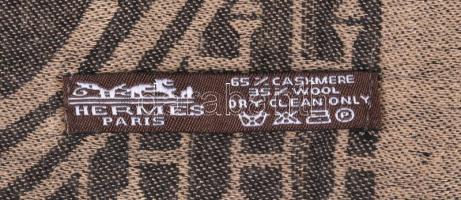 HERMES
PARIS
65 % CASHMERE
35 % WOOL
DRY CLEAN ONLY
P